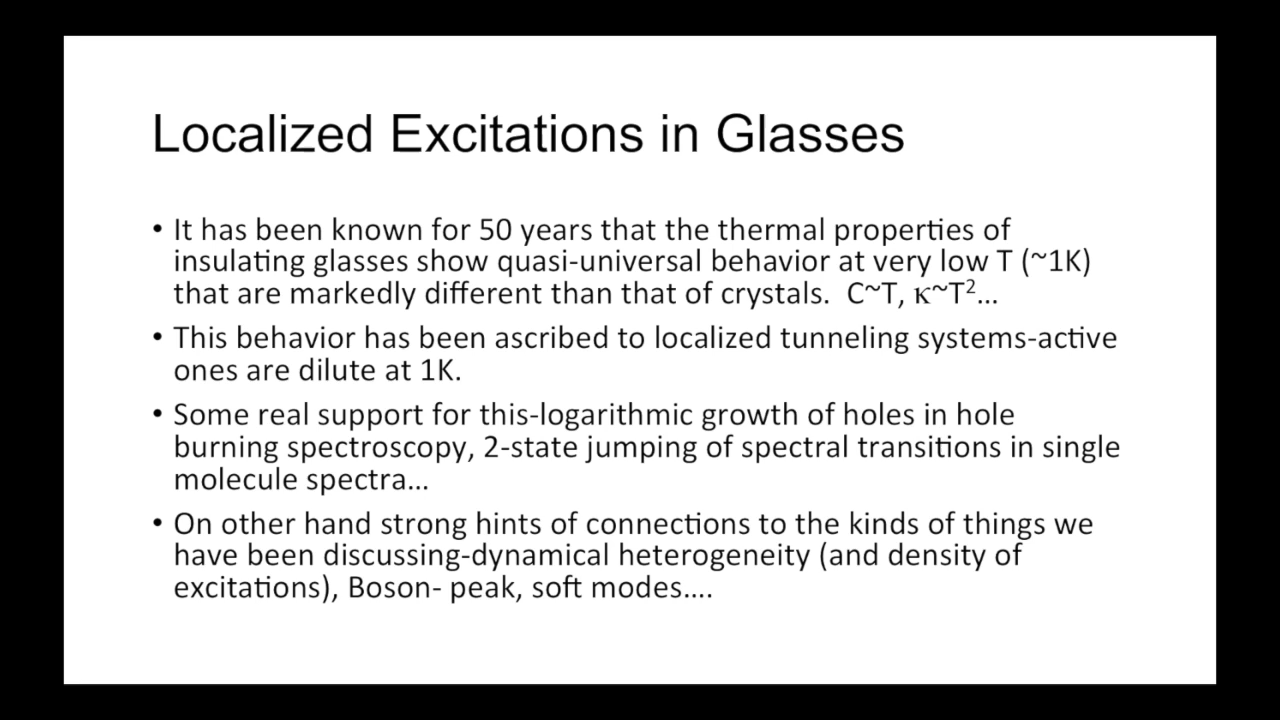 Localized Excitations in Glasses
• It has been known for 50 years that the thermal properties of
insulating glasses show quasi-universal behavior at very low T (~1K)
that are markedly different than that of crystals.  C~T, κ~T²...
• This behavior has been ascribed to localized tunneling systems-active
ones are dilute at 1K.
• Some real support for this-logarithmic growth of holes in hole
burning spectroscopy, 2-state jumping of spectral transitions in single
molecule spectra...
• On other hand strong hints of connections to the kinds of things we
have been discussing-dynamical heterogeneity (and density of
excitations), Boson- peak, soft modes....